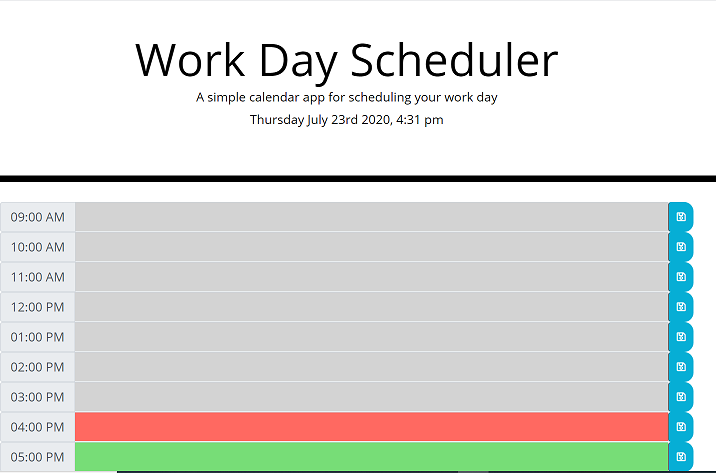 Work Day Scheduler
A simple calendar app for scheduling your work day
Thursday July 23rd 2020, 4:31 pm
09:00 AM
10:00 AM
11:00 AM
12:00 PM
01:00 PM
02:00 PM
03:00 PM
04:00 PM
05:00 PM